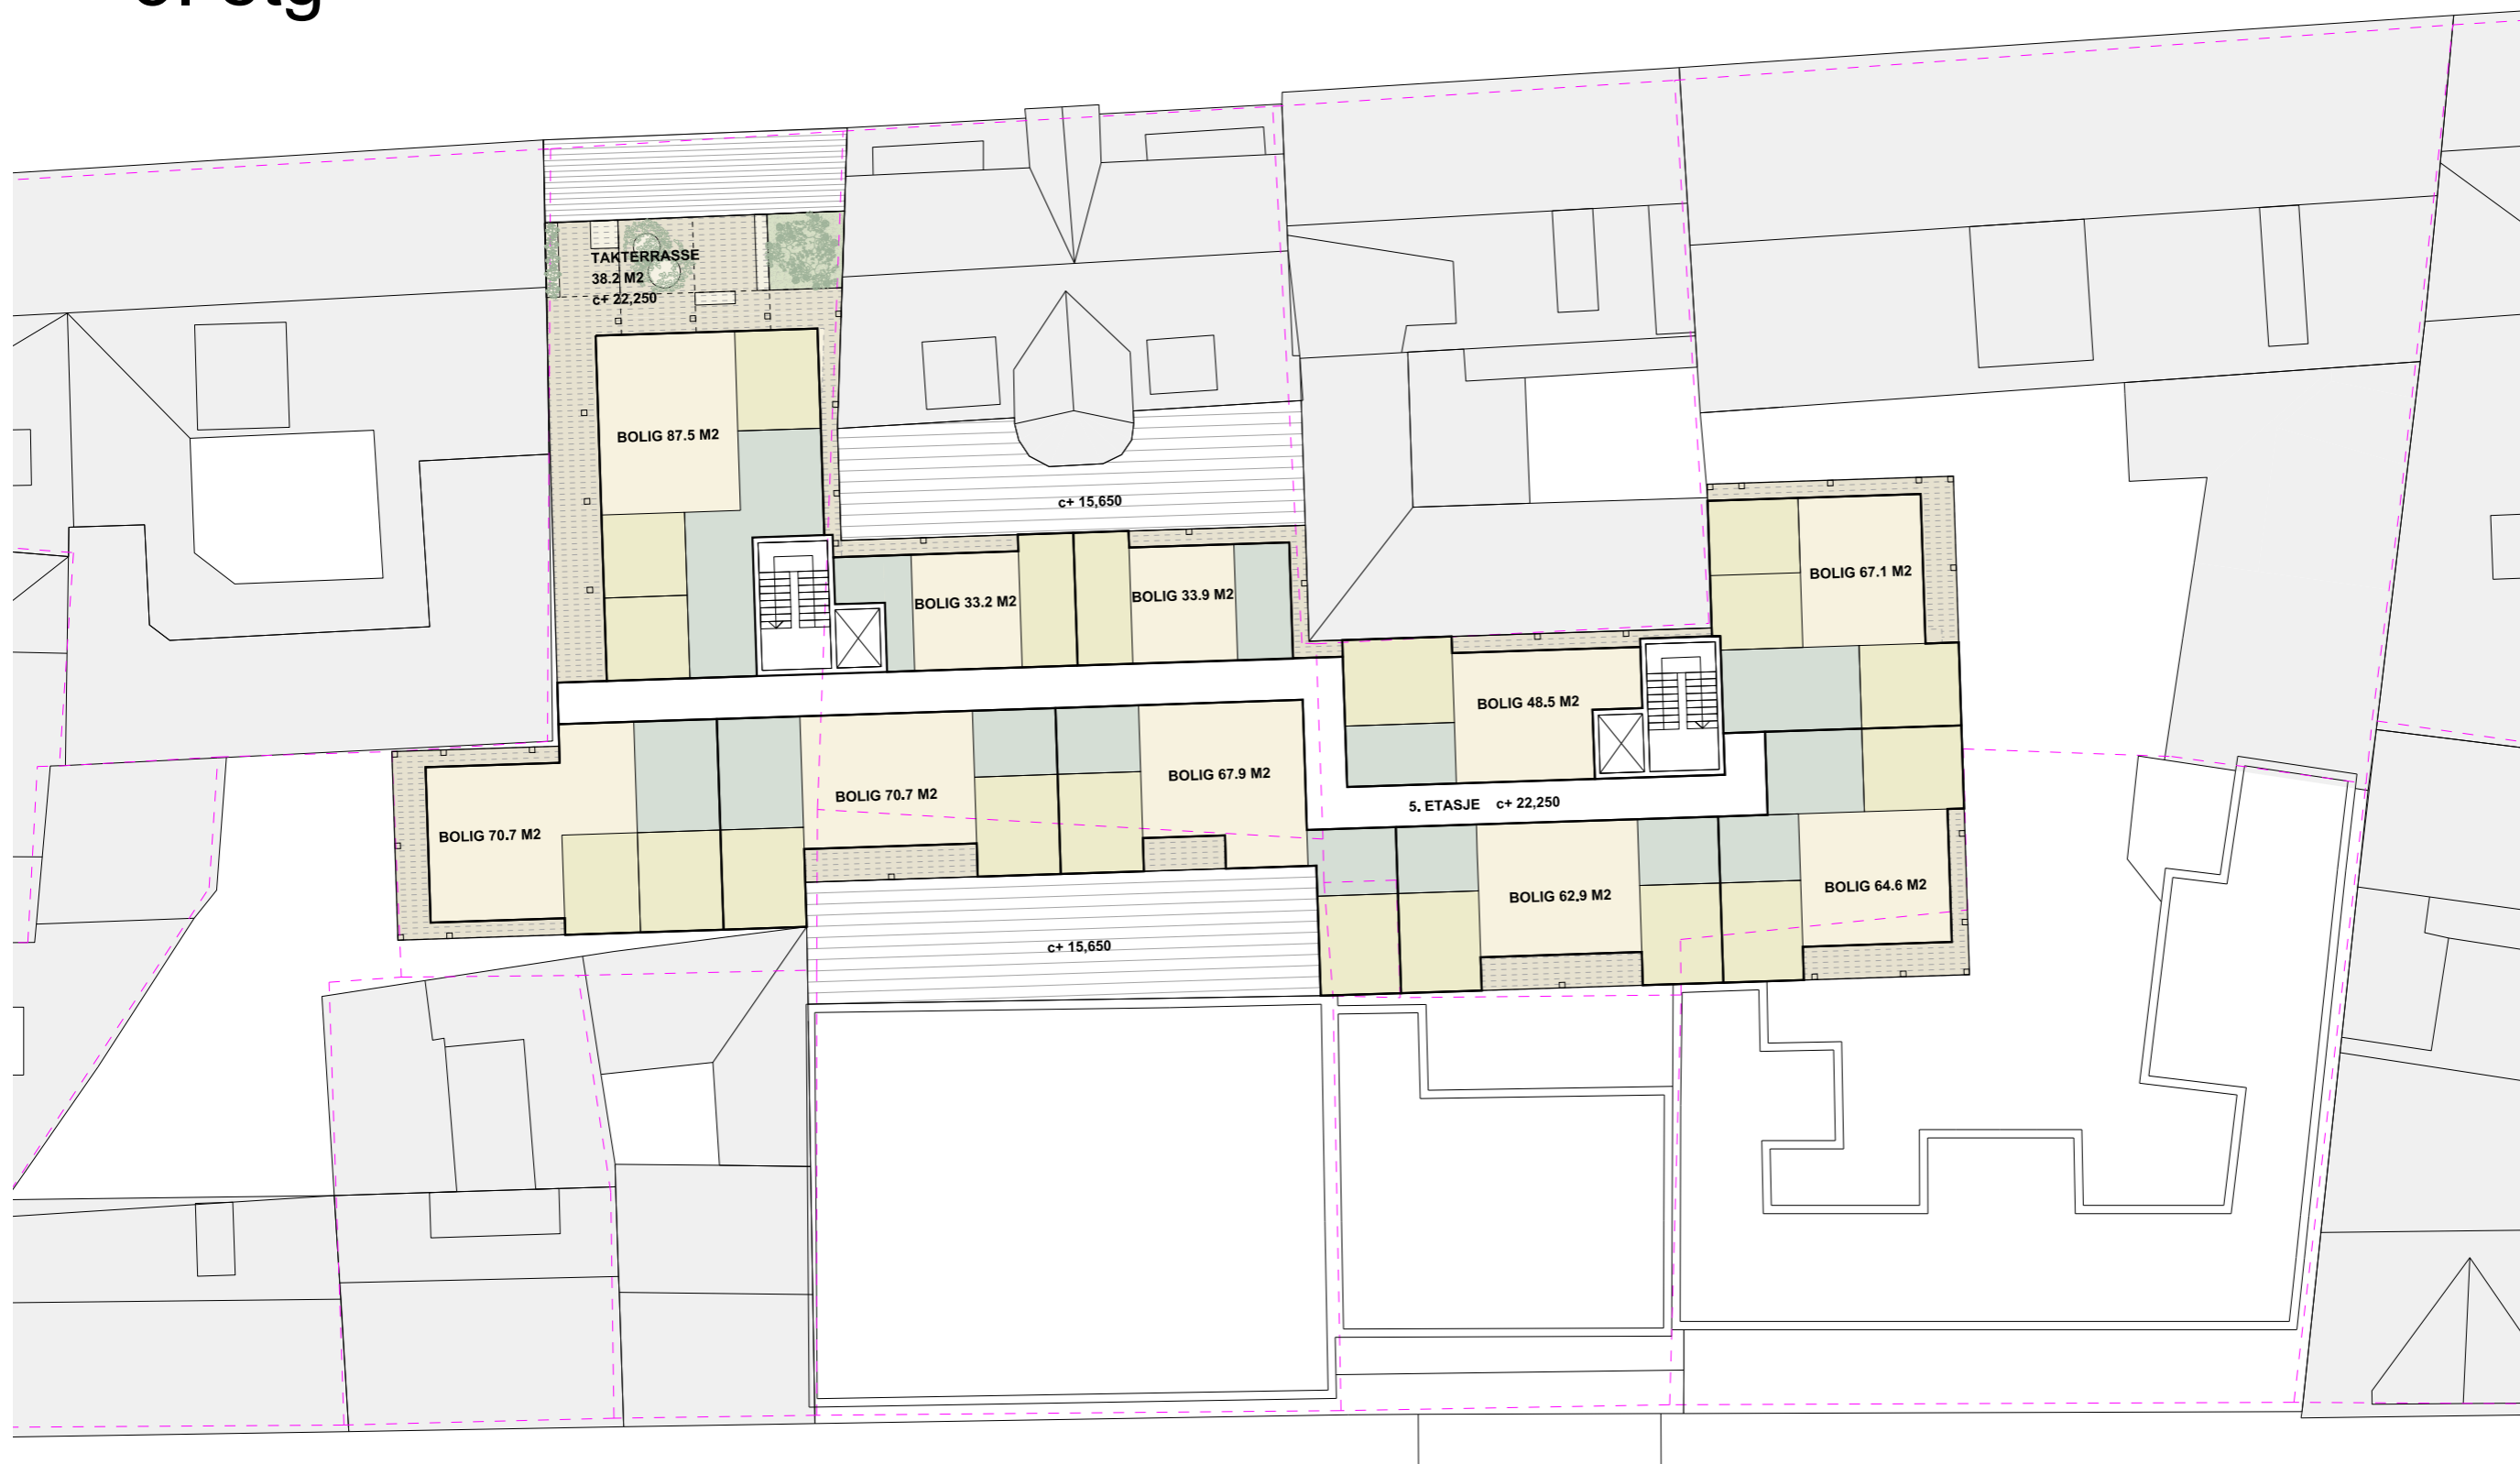 TAKTERRASSE
38.2 M2
c+ 22,250
BOLIG 87.5 M2
c+ 15,650
BOLIG 67.1 M2
BOLIG 33.2 M2
BOLIG 33.9 M2
BOLIG 48.5 M2
BOLIG 70.7 M2
BOLIG 67.9 M2
5. ETASJE c+ 22,250
BOLIG 70.7 M2
BOLIG 62.9 M2
BOLIG 64.6 M2
c+ 15,650